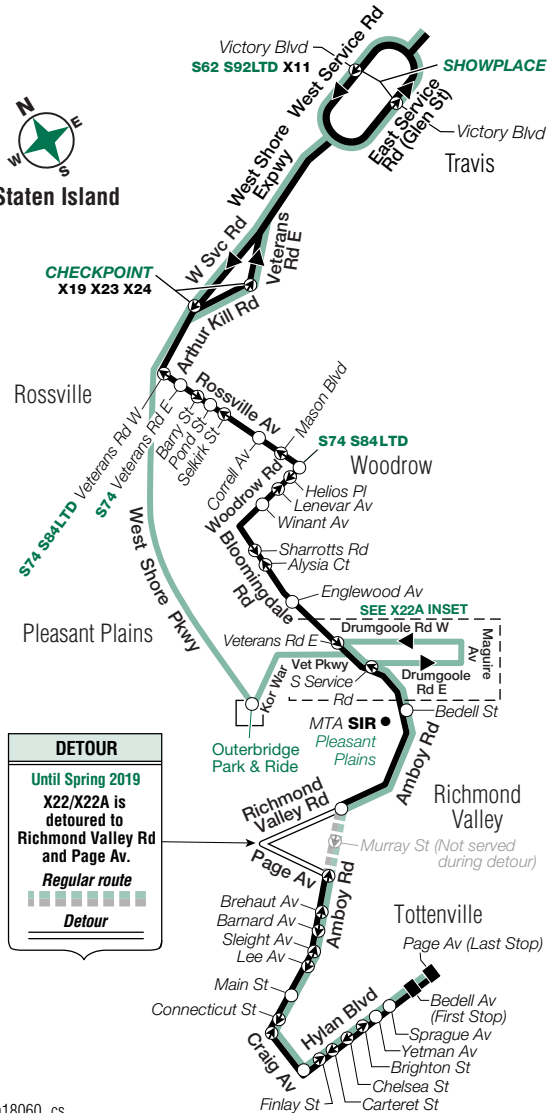 Victory Blvd
S62 S92LTD X11
West Service Rd
SHOWPLACE
East Service
Rd (Glen St)
Victory Blvd
Travis
N
E
W
S
Staten Island
West Shore
Expwy
W Svc Rd
Veterans
Rd E
CHECKPOINT
X19 X23 X24
Arthur Kill Rd
Rossville
Rossville Av
Mason Blvd
S74 S84LTD Veterans Rd W
S74 Veterans Rd E
Barry St
Pond St
Selkirk St
Correll Av
S74 S84LTD
Woodrow
Woodrow Rd
Helios Pl
Lenevar Av
Winant Av
Bloomingdale
Rd
Sharrotts Rd
Alysia Ct
Englewood Av
West Shore Pkwy
Pleasant Plains
SEE X22A INSET
Veterans Rd E
Drumgoole Rd W
Maguire
Av
Vet Pkwy
S Service
Rd
Drumgoole
Rd E
Kor War
Bedell St
MTA SIR
Pleasant
Plains
Outerbridge
Park & Ride
Amboy Rd
DETOUR
Until Spring 2019
X22/X22A is
detoured to
Richmond Valley Rd
and Page Av.
Regular route
Detour
Richmond
Valley Rd
Richmond
Valley
Page Av
Murray St (Not served
during detour)
Amboy Rd
Brehaut Av
Barnard Av
Sleight Av
Lee Av
Main St
Connecticut St
Craig Av
Tottenville
Page Av (Last Stop)
Hylan Blvd
Bedell Av
(First Stop)
Sprague Av
Yetman Av
Brighton St
Chelsea St
Carteret St
Finlay St
18060_cs